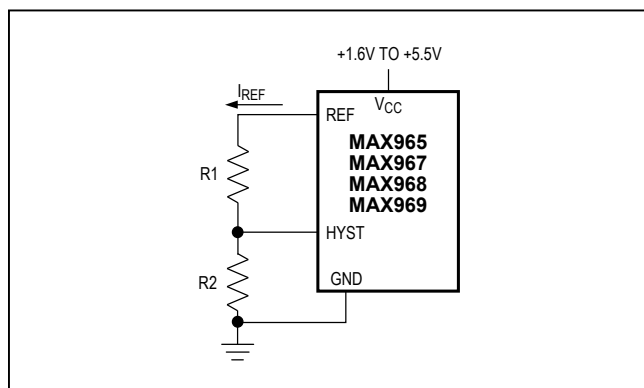 +1.6V TO +5.5V
IREF
VCC
REF
MAX965
MAX967
MAX968
MAX969
R1
HYST
R2
GND